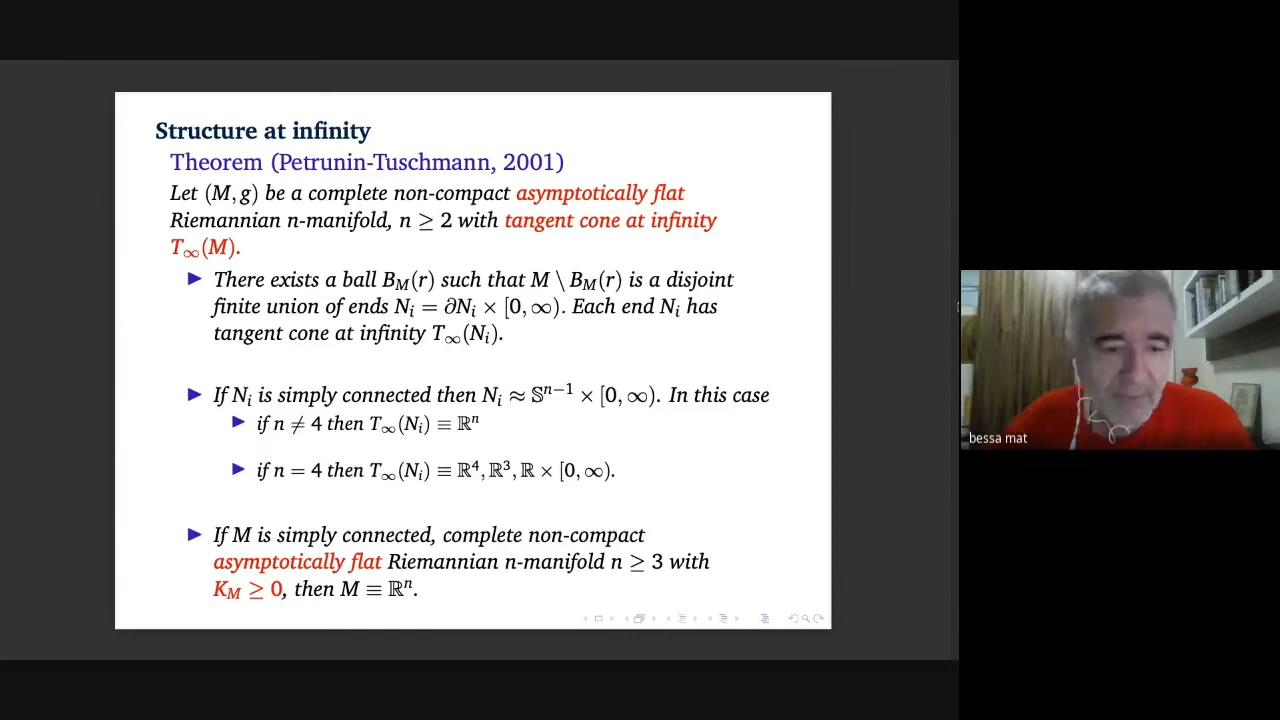 Structure at infinity
Theorem (Petrunin-Tuschmann, 2001)
Let (M, g) be a complete non-compact asymptotically flat
Riemannian n-manifold, n ≥ 2 with tangent cone at infinity
T∞(M).
▶ There exists a ball B_M(r) such that M \ B_M(r) is a disjoint
finite union of ends N_i = ∂N_i × [0, ∞). Each end N_i has
tangent cone at infinity T∞(N_i).
▶ If N_i is simply connected then N_i ≈ 𝕊ⁿ⁻¹ × [0, ∞). In this case
▶ if n ≠ 4 then T∞(N_i) ≡ ℝⁿ
▶ if n = 4 then T∞(N_i) ≡ ℝ⁴, ℝ³, ℝ × [0, ∞).
▶ If M is simply connected, complete non-compact
asymptotically flat Riemannian n-manifold n ≥ 3 with
K_M ≥ 0, then M ≡ ℝⁿ.
bessa mat